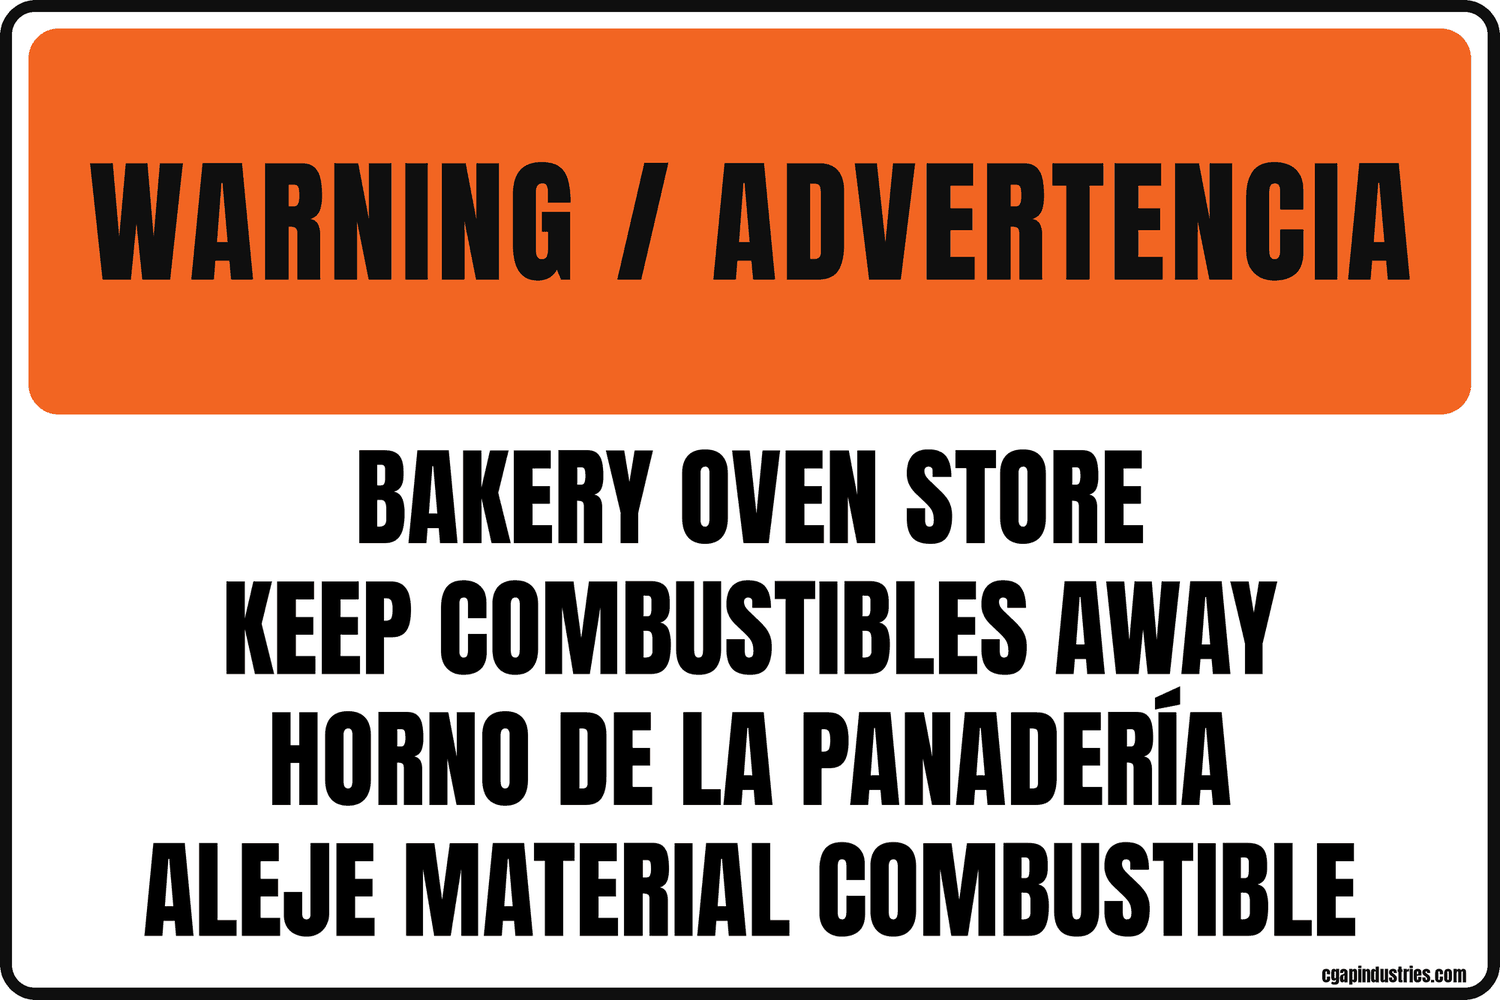 WARNING / ADVERTENCIA
BAKERY OVEN STORE
KEEP COMBUSTIBLES AWAY
HORNO DE LA PANADERÍA
ALEJE MATERIAL COMBUSTIBLE
cgapindustries.com